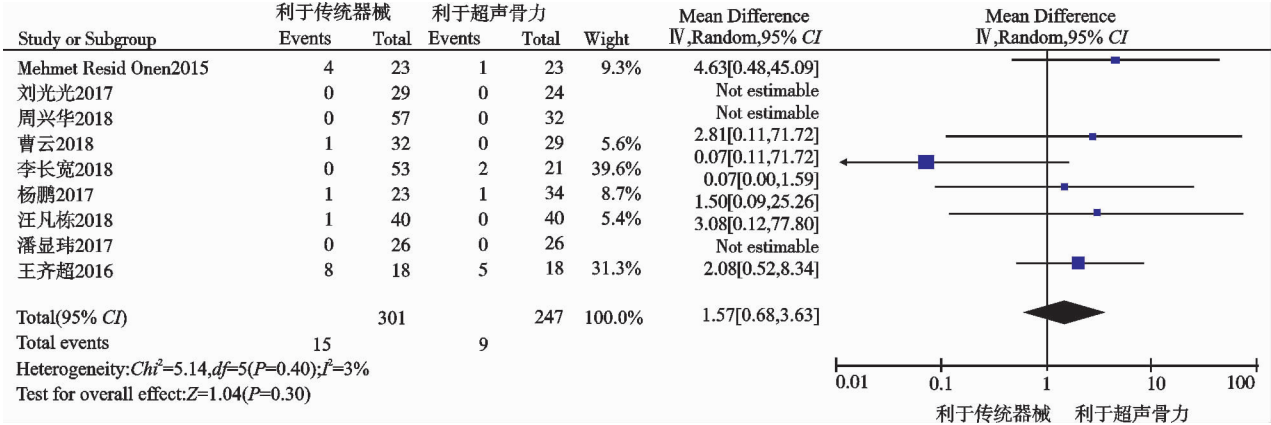 利于传统器械 利于超声骨力 Mean Difference Mean Difference
Study or Subgroup Events Total Events Total Wight Ⅳ,Random,95% CI Ⅳ,Random,95% CI
Mehmet Resid Onen2015 4 23 1 23 9.3% 4.63[0.48,45.09]
刘光光2017 0 29 0 24 Not estimable
周兴华2018 0 57 0 32 Not estimable
曹云2018 1 32 0 29 5.6% 2.81[0.11,71.72]
李长宽2018 0 53 2 21 39.6% 0.07[0.11,71.72]
0.07[0.00,1.59]
杨鹏2017 1 23 1 34 8.7% 1.50[0.09,25.26]
汪凡栋2018 1 40 0 40 5.4% 3.08[0.12,77.80]
潘显玮2017 0 26 0 26 Not estimable
王齐超2016 8 18 5 18 31.3% 2.08[0.52,8.34]
Total(95% CI) 301 247 100.0% 1.57[0.68,3.63]
Total events 15 9
Heterogeneity:Chi²=5.14,df=5(P=0.40);I²=3%
Test for overall effect:Z=1.04(P=0.30)
0.01 0.1 1 10 100
利于传统器械 利于超声骨力